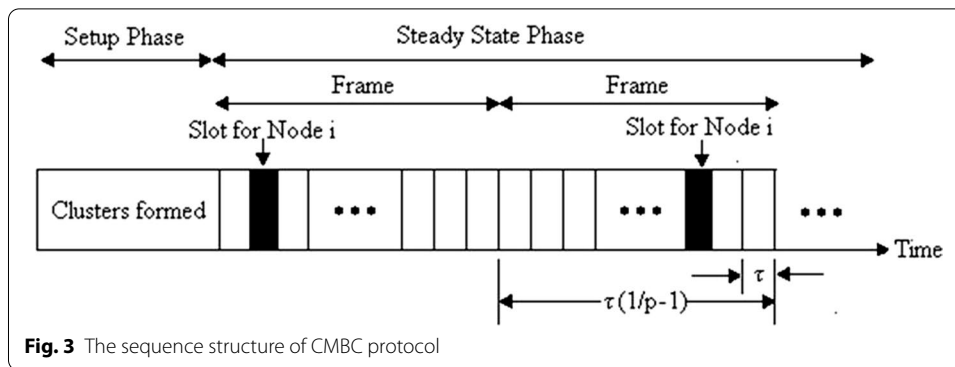 Setup Phase
Steady State Phase
Frame
Frame
Slot for Node i
Slot for Node i
Clusters formed
•••
•••
•••
Time
τ
τ(1/p-1)
Fig. 3 The sequence structure of CMBC protocol